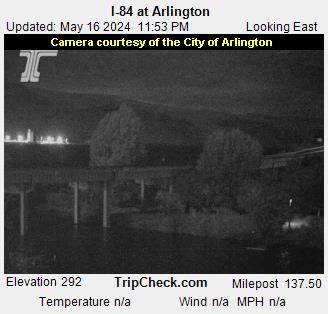 I-84 at Arlington
Updated: May 16 2024 11:53 PM Looking East
Camera courtesy of the City of Arlington
Elevation 292 TripCheck.com Milepost 137.50
Temperature n/a Wind n/a MPH n/a